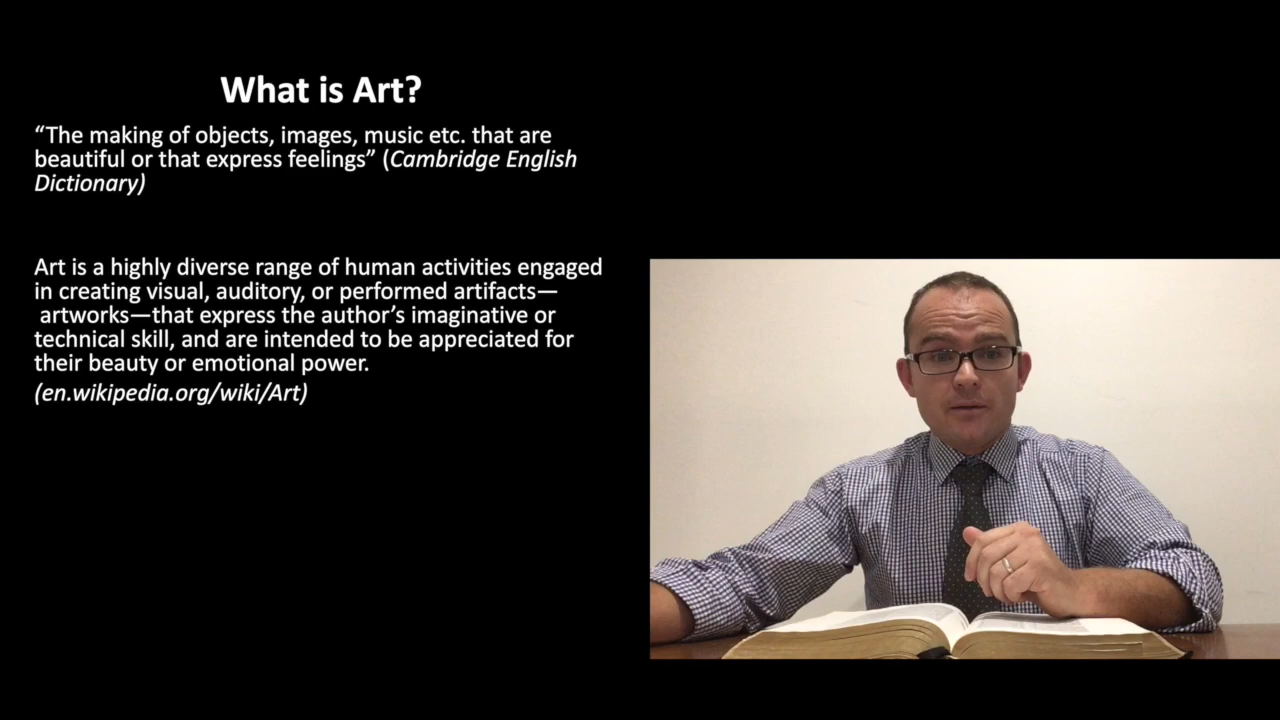 What is Art?
“The making of objects, images, music etc. that are
beautiful or that express feelings” (Cambridge English
Dictionary)
Art is a highly diverse range of human activities engaged
in creating visual, auditory, or performed artifacts—
artworks—that express the author’s imaginative or
technical skill, and are intended to be appreciated for
their beauty or emotional power.
(en.wikipedia.org/wiki/Art)